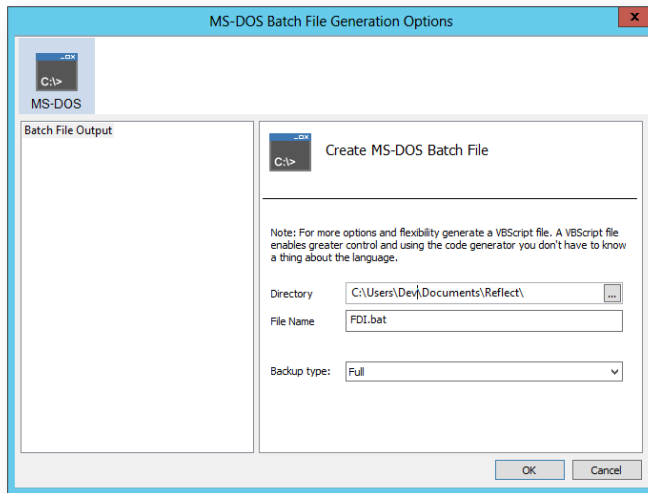 MS-DOS Batch File Generation Options
x
C:\>
MS-DOS
Batch File Output
C:\>
Create MS-DOS Batch File
Note: For more options and flexibility generate a VBScript file. A VBScript file
enables greater control and using the code generator you don't have to know
a thing about the language.
Directory C:\Users\Dev\Documents\Reflect\ ...
File Name FDI.bat
Backup type: Full
OK Cancel